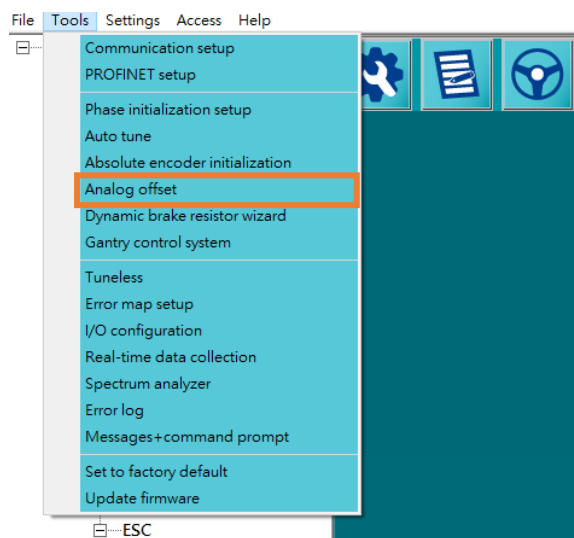 File Tools Settings Access Help
Communication setup
PROFINET setup
Phase initialization setup
Auto tune
Absolute encoder initialization
Analog offset
Dynamic brake resistor wizard
Gantry control system
Tuneless
Error map setup
I/O configuration
Real-time data collection
Spectrum analyzer
Error log
Messages+command prompt
Set to factory default
Update firmware
ESC